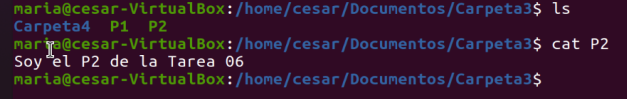 maria@cesar-VirtualBox:/home/cesar/Documentos/Carpeta3$ ls
Carpeta4 P1 P2
maria@cesar-VirtualBox:/home/cesar/Documentos/Carpeta3$ cat P2
Soy el P2 de la Tarea 06
maria@cesar-VirtualBox:/home/cesar/Documentos/Carpeta3$